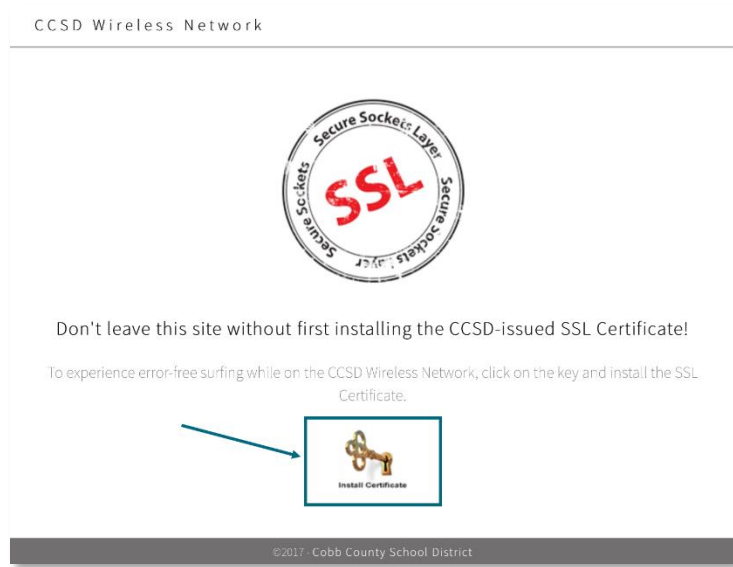 CCSD Wireless Network
Secure Sockets Layer Secure Sockets Layer Secure Sockets
SSL
Don't leave this site without first installing the CCSD-issued SSL Certificate!
To experience error-free surfing while on the CCSD Wireless Network, click on the key and install the SSL
Certificate.
Install Certificate
©2017 - Cobb County School District